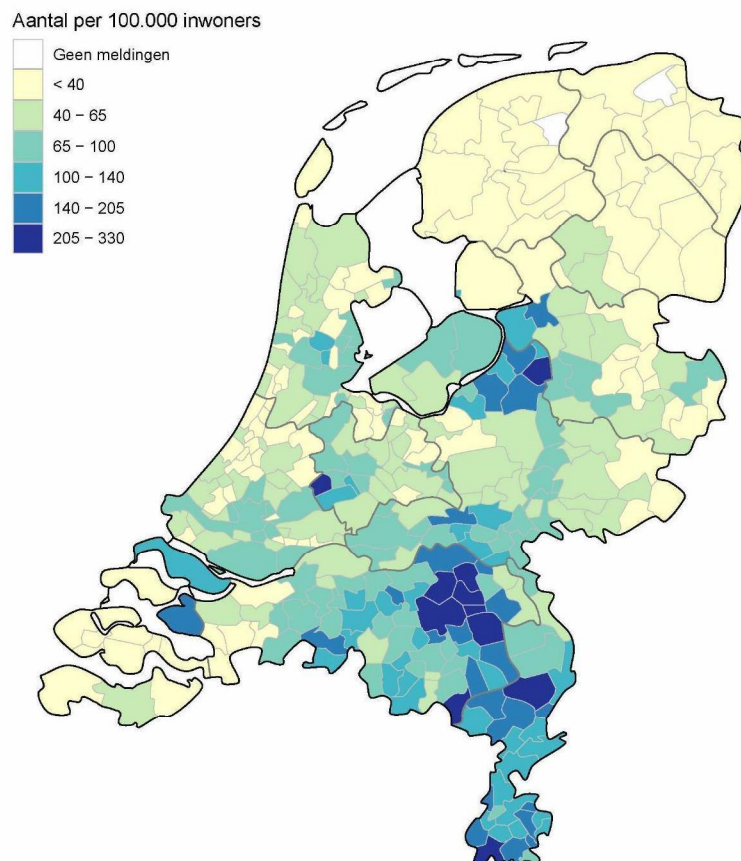 Aantal per 100.000 inwoners
Geen meldingen
< 40
40 – 65
65 – 100
100 – 140
140 – 205
205 – 330